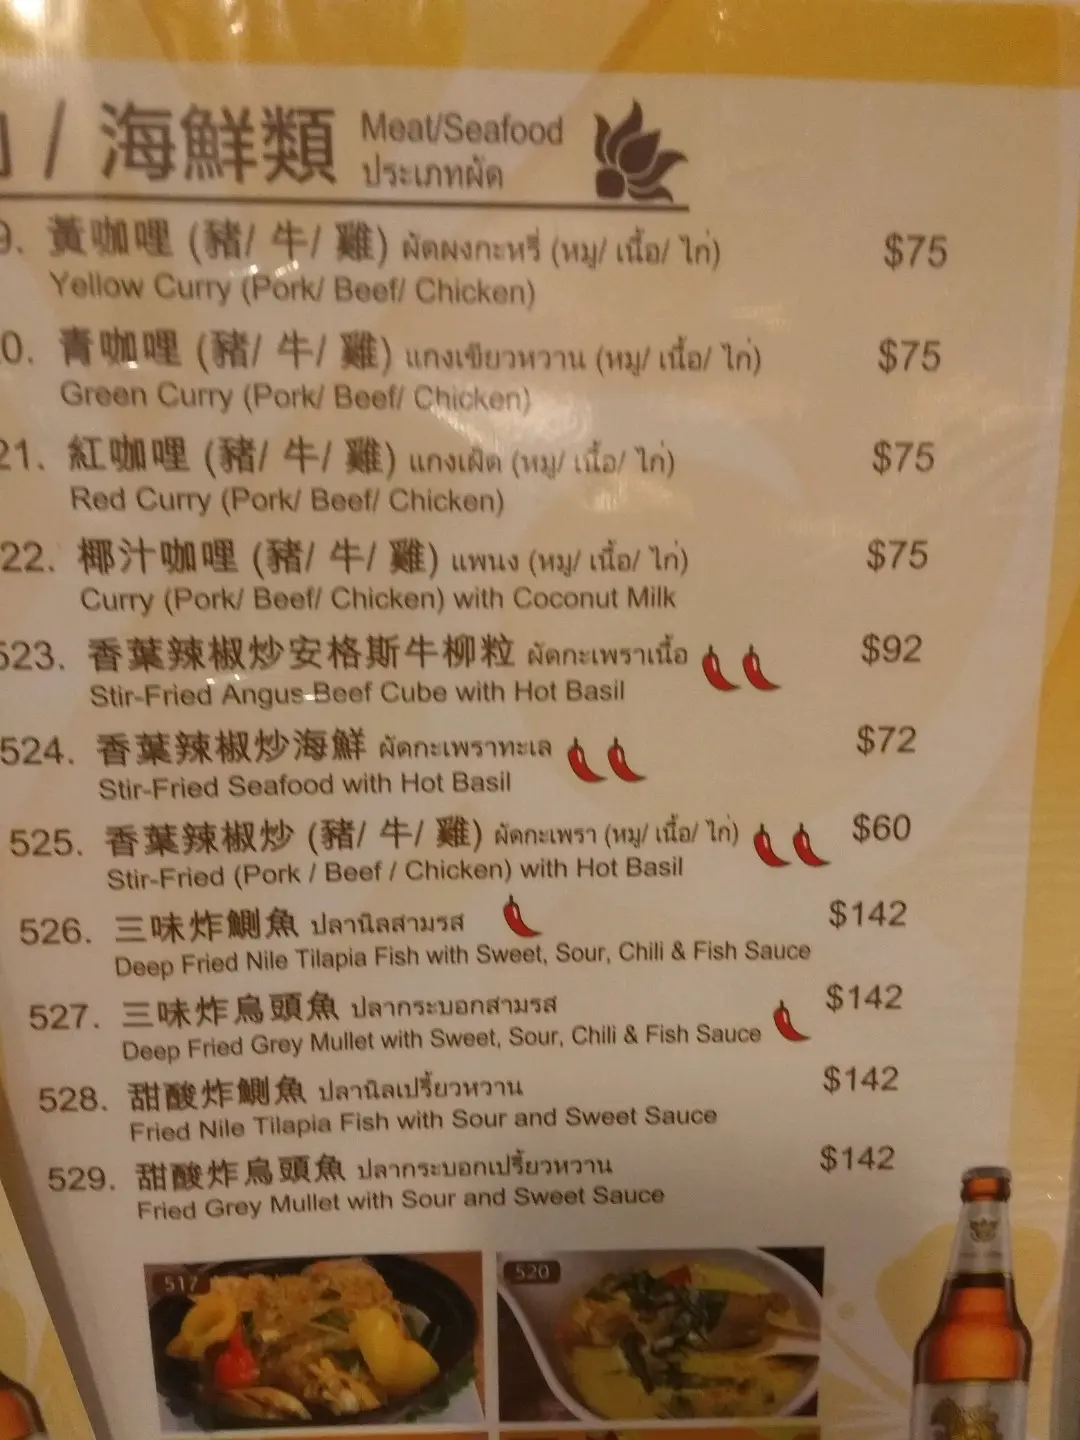 / 海鮮類 Meat/Seafood
ประเภทผัด
9. 黃咖哩 (豬/ 牛/ 雞) ผัดผงกะหรี่ (หมู/ เนื้อ/ ไก่) $75
Yellow Curry (Pork/ Beef/ Chicken)
0. 青咖哩 (豬/ 牛/ 雞) แกงเขียวหวาน (หมู/ เนื้อ/ ไก่) $75
Green Curry (Pork/ Beef/ Chicken)
21. 紅咖哩 (豬/ 牛/ 雞) แกงเผ็ด (หมู/ เนื้อ/ ไก่) $75
Red Curry (Pork/ Beef/ Chicken)
22. 椰汁咖哩 (豬/ 牛/ 雞) แพนง (หมู/ เนื้อ/ ไก่) $75
Curry (Pork/ Beef/ Chicken) with Coconut Milk
523. 香葉辣椒炒安格斯牛柳粒 ผัดกะเพราเนื้อ $92
Stir-Fried Angus Beef Cube with Hot Basil
524. 香葉辣椒炒海鮮 ผัดกะเพราทะเล $72
Stir-Fried Seafood with Hot Basil
525. 香葉辣椒炒 (豬/ 牛/ 雞) ผัดกะเพรา (หมู/ เนื้อ/ ไก่) $60
Stir-Fried (Pork / Beef / Chicken) with Hot Basil
526. 三味炸鰂魚 ปลานิลสามรส $142
Deep Fried Nile Tilapia Fish with Sweet, Sour, Chili & Fish Sauce
527. 三味炸烏頭魚 ปลากระบอกสามรส $142
Deep Fried Grey Mullet with Sweet, Sour, Chili & Fish Sauce
528. 甜酸炸鰂魚 ปลานิลเปรี้ยวหวาน $142
Fried Nile Tilapia Fish with Sour and Sweet Sauce
529. 甜酸炸烏頭魚 ปลากระบอกเปรี้ยวหวาน $142
Fried Grey Mullet with Sour and Sweet Sauce
517
520